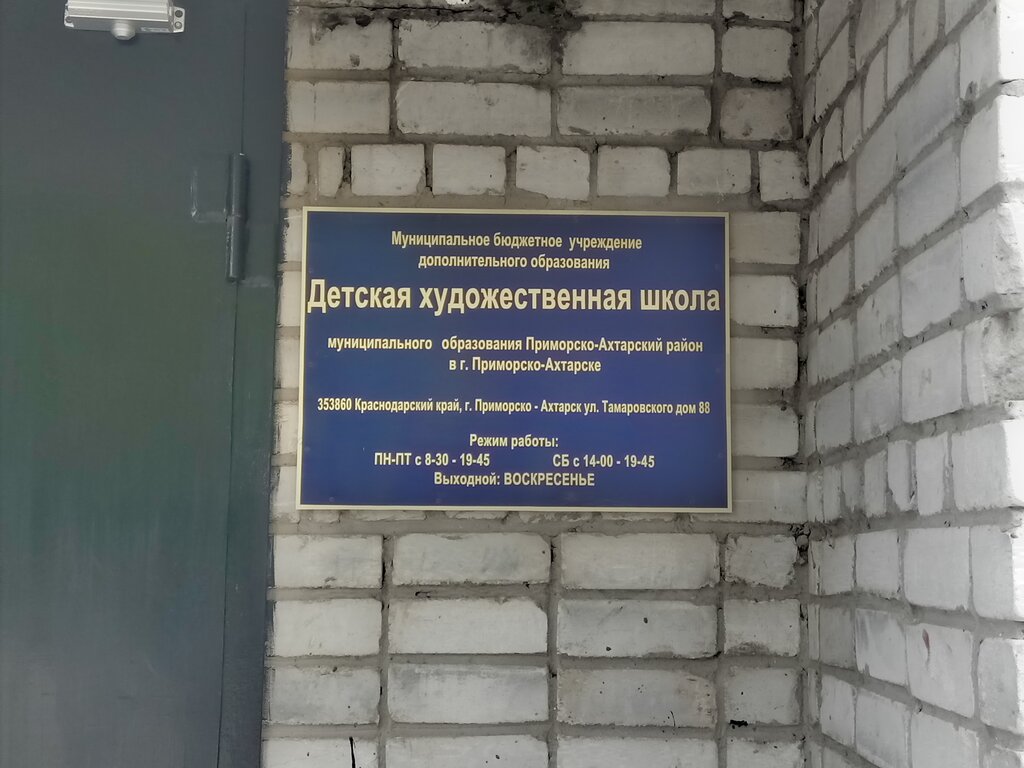 Муниципальное бюджетное учреждение
дополнительного образования
Детская художественная школа
муниципального образования Приморско-Ахтарский район
в г. Приморско-Ахтарске
353860 Краснодарский край, г. Приморско - Ахтарск ул. Тамаровского дом 88
Режим работы:
ПН-ПТ с 8-30 - 19-45 СБ с 14-00 - 19-45
Выходной: ВОСКРЕСЕНЬЕ